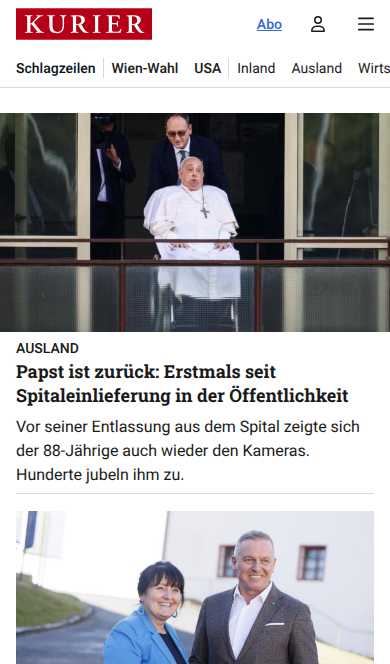 KURIER
Abo
Schlagzeilen Wien-Wahl USA Inland Ausland Wirts
AUSLAND
Papst ist zurück: Erstmals seit
Spitaleinlieferung in der Öffentlichkeit
Vor seiner Entlassung aus dem Spital zeigte sich
der 88-Jährige auch wieder den Kameras.
Hunderte jubeln ihm zu.